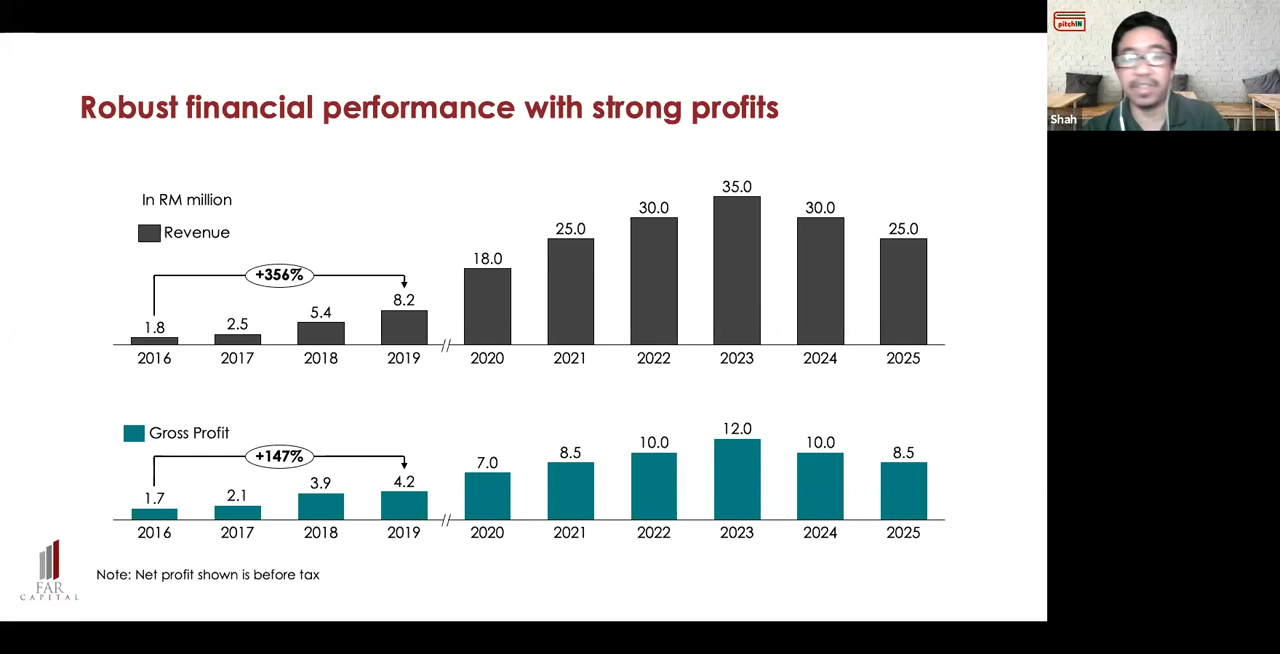 pitchIN
Shah
Robust financial performance with strong profits
In RM million
Revenue
+356%
1.8 2.5 5.4 8.2 18.0 25.0 30.0 35.0 30.0 25.0
2016 2017 2018 2019 2020 2021 2022 2023 2024 2025
Gross Profit
+147%
1.7 2.1 3.9 4.2 7.0 8.5 10.0 12.0 10.0 8.5
2016 2017 2018 2019 2020 2021 2022 2023 2024 2025
Note: Net profit shown is before tax
FAR
CAPITAL